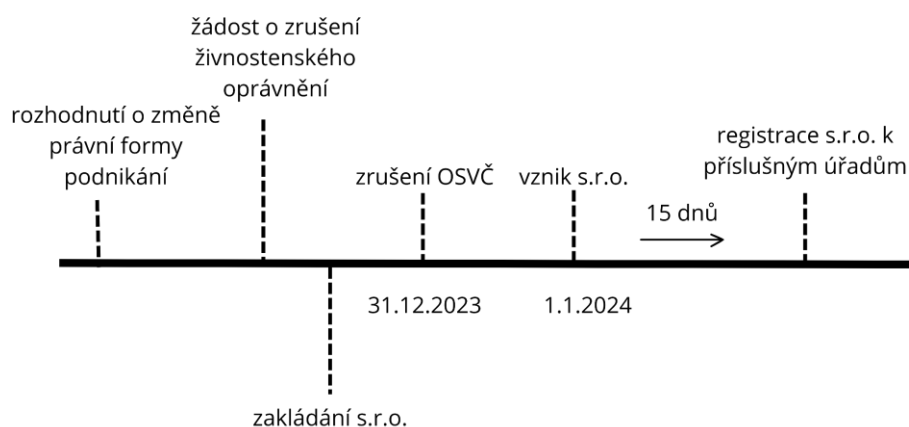 žádost o zrušení
živnostenského
oprávnění
rozhodnutí o změně
právní formy
podnikání
zrušení OSVČ
vznik s.r.o.
15 dnů
registrace s.r.o. k
příslušným úřadům
31.12.2023
1.1.2024
zakládání s.r.o.